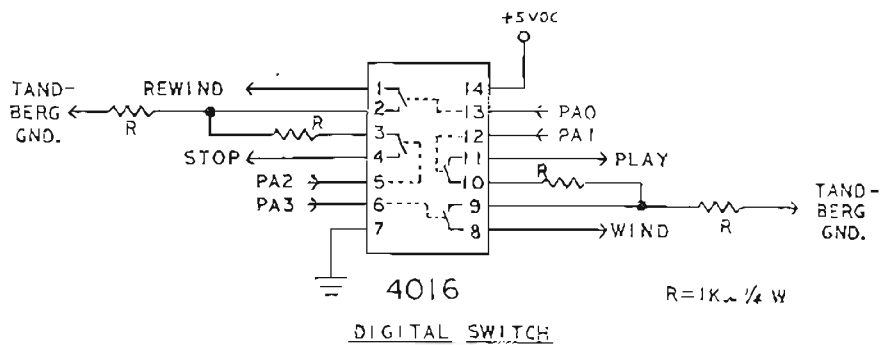 +5VDC
TAND-
BERG
GND.
REWIND
R
R
STOP
PA2
PA3
1
2
3
4
5
6
7
14
13
12
11
10
9
8
PA0
PA1
PLAY
R
R
WIND
TAND-
BERG
GND.
4016
R=1K~ 1/4 W
DIGITAL SWITCH